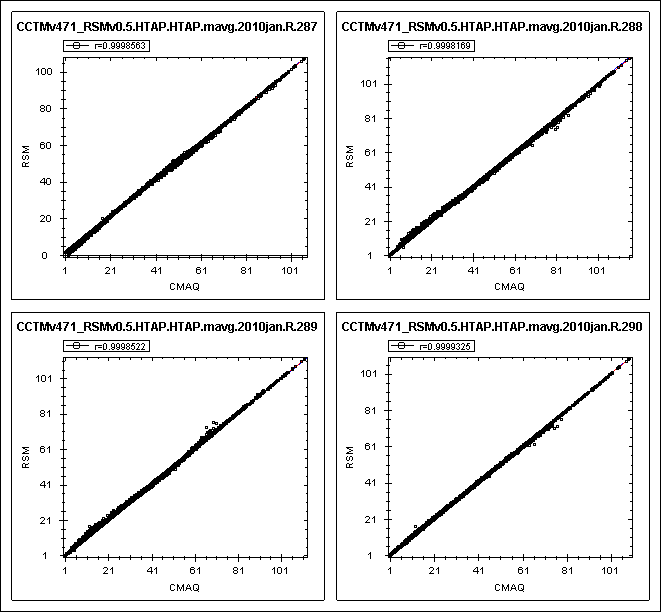 CCTMv471_RSMv0.5.HTAP.HTAP.mavg.2010jan.R.287
r=0.9998563
100
80
60
40
20
0
RSM
1 21 41 61 81 101
CMAQ
CCTMv471_RSMv0.5.HTAP.HTAP.mavg.2010jan.R.288
r=0.9998169
101
81
61
41
21
1
RSM
1 21 41 61 81 101
CMAQ
CCTMv471_RSMv0.5.HTAP.HTAP.mavg.2010jan.R.289
r=0.9998522
101
81
61
41
21
1
RSM
1 21 41 61 81 101
CMAQ
CCTMv471_RSMv0.5.HTAP.HTAP.mavg.2010jan.R.290
r=0.9999325
101
81
61
41
21
1
RSM
1 21 41 61 81 101
CMAQ